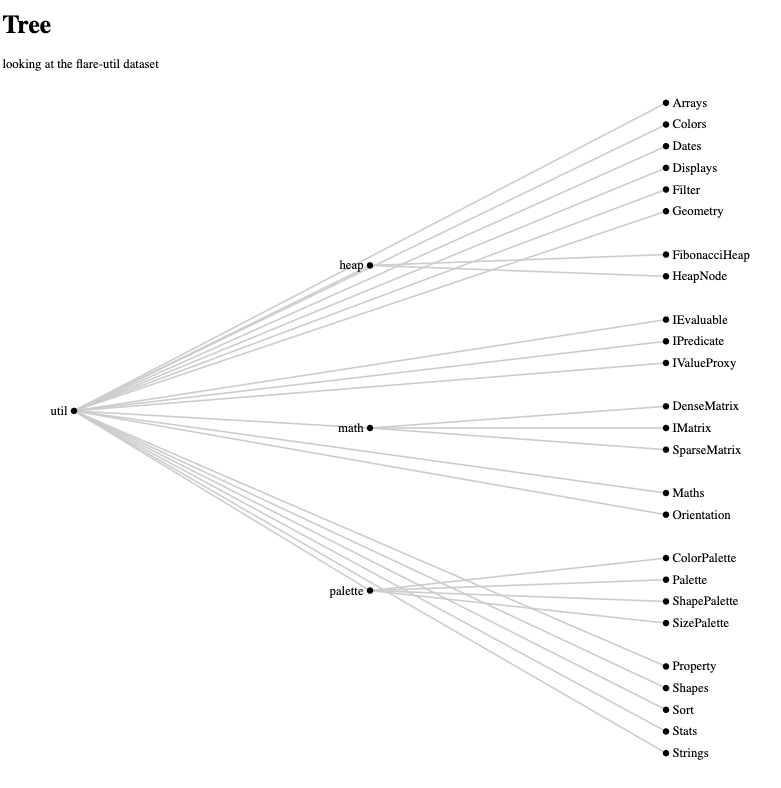 Tree
looking at the flare-util dataset
Arrays
Colors
Dates
Displays
Filter
Geometry
heap
FibonacciHeap
HeapNode
IEvaluable
IPredicate
IValueProxy
util
math
DenseMatrix
IMatrix
SparseMatrix
Maths
Orientation
palette
ColorPalette
Palette
ShapePalette
SizePalette
Property
Shapes
Sort
Stats
Strings